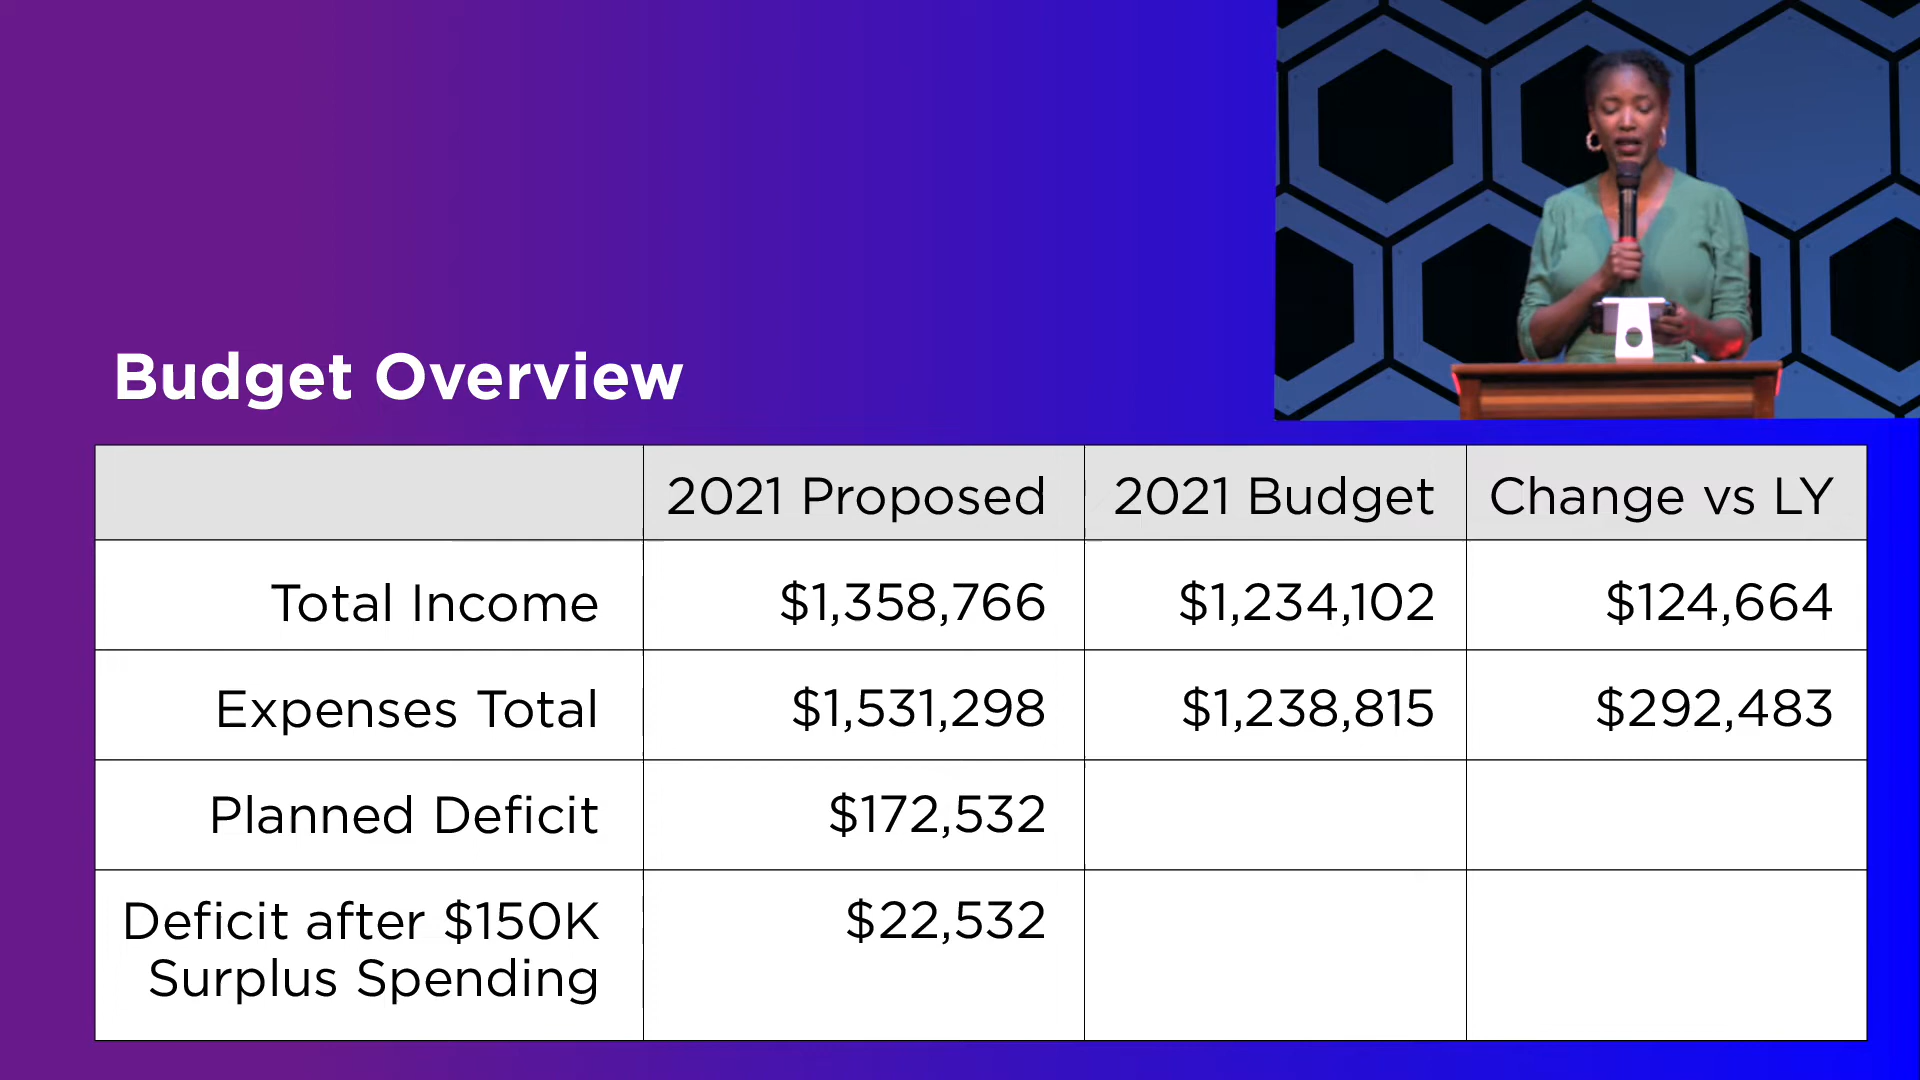 Budget Overview
2021 Proposed 2021 Budget Change vs LY
Total Income $1,358,766 $1,234,102 $124,664
Expenses Total $1,531,298 $1,238,815 $292,483
Planned Deficit $172,532
Deficit after $150K $22,532
Surplus Spending